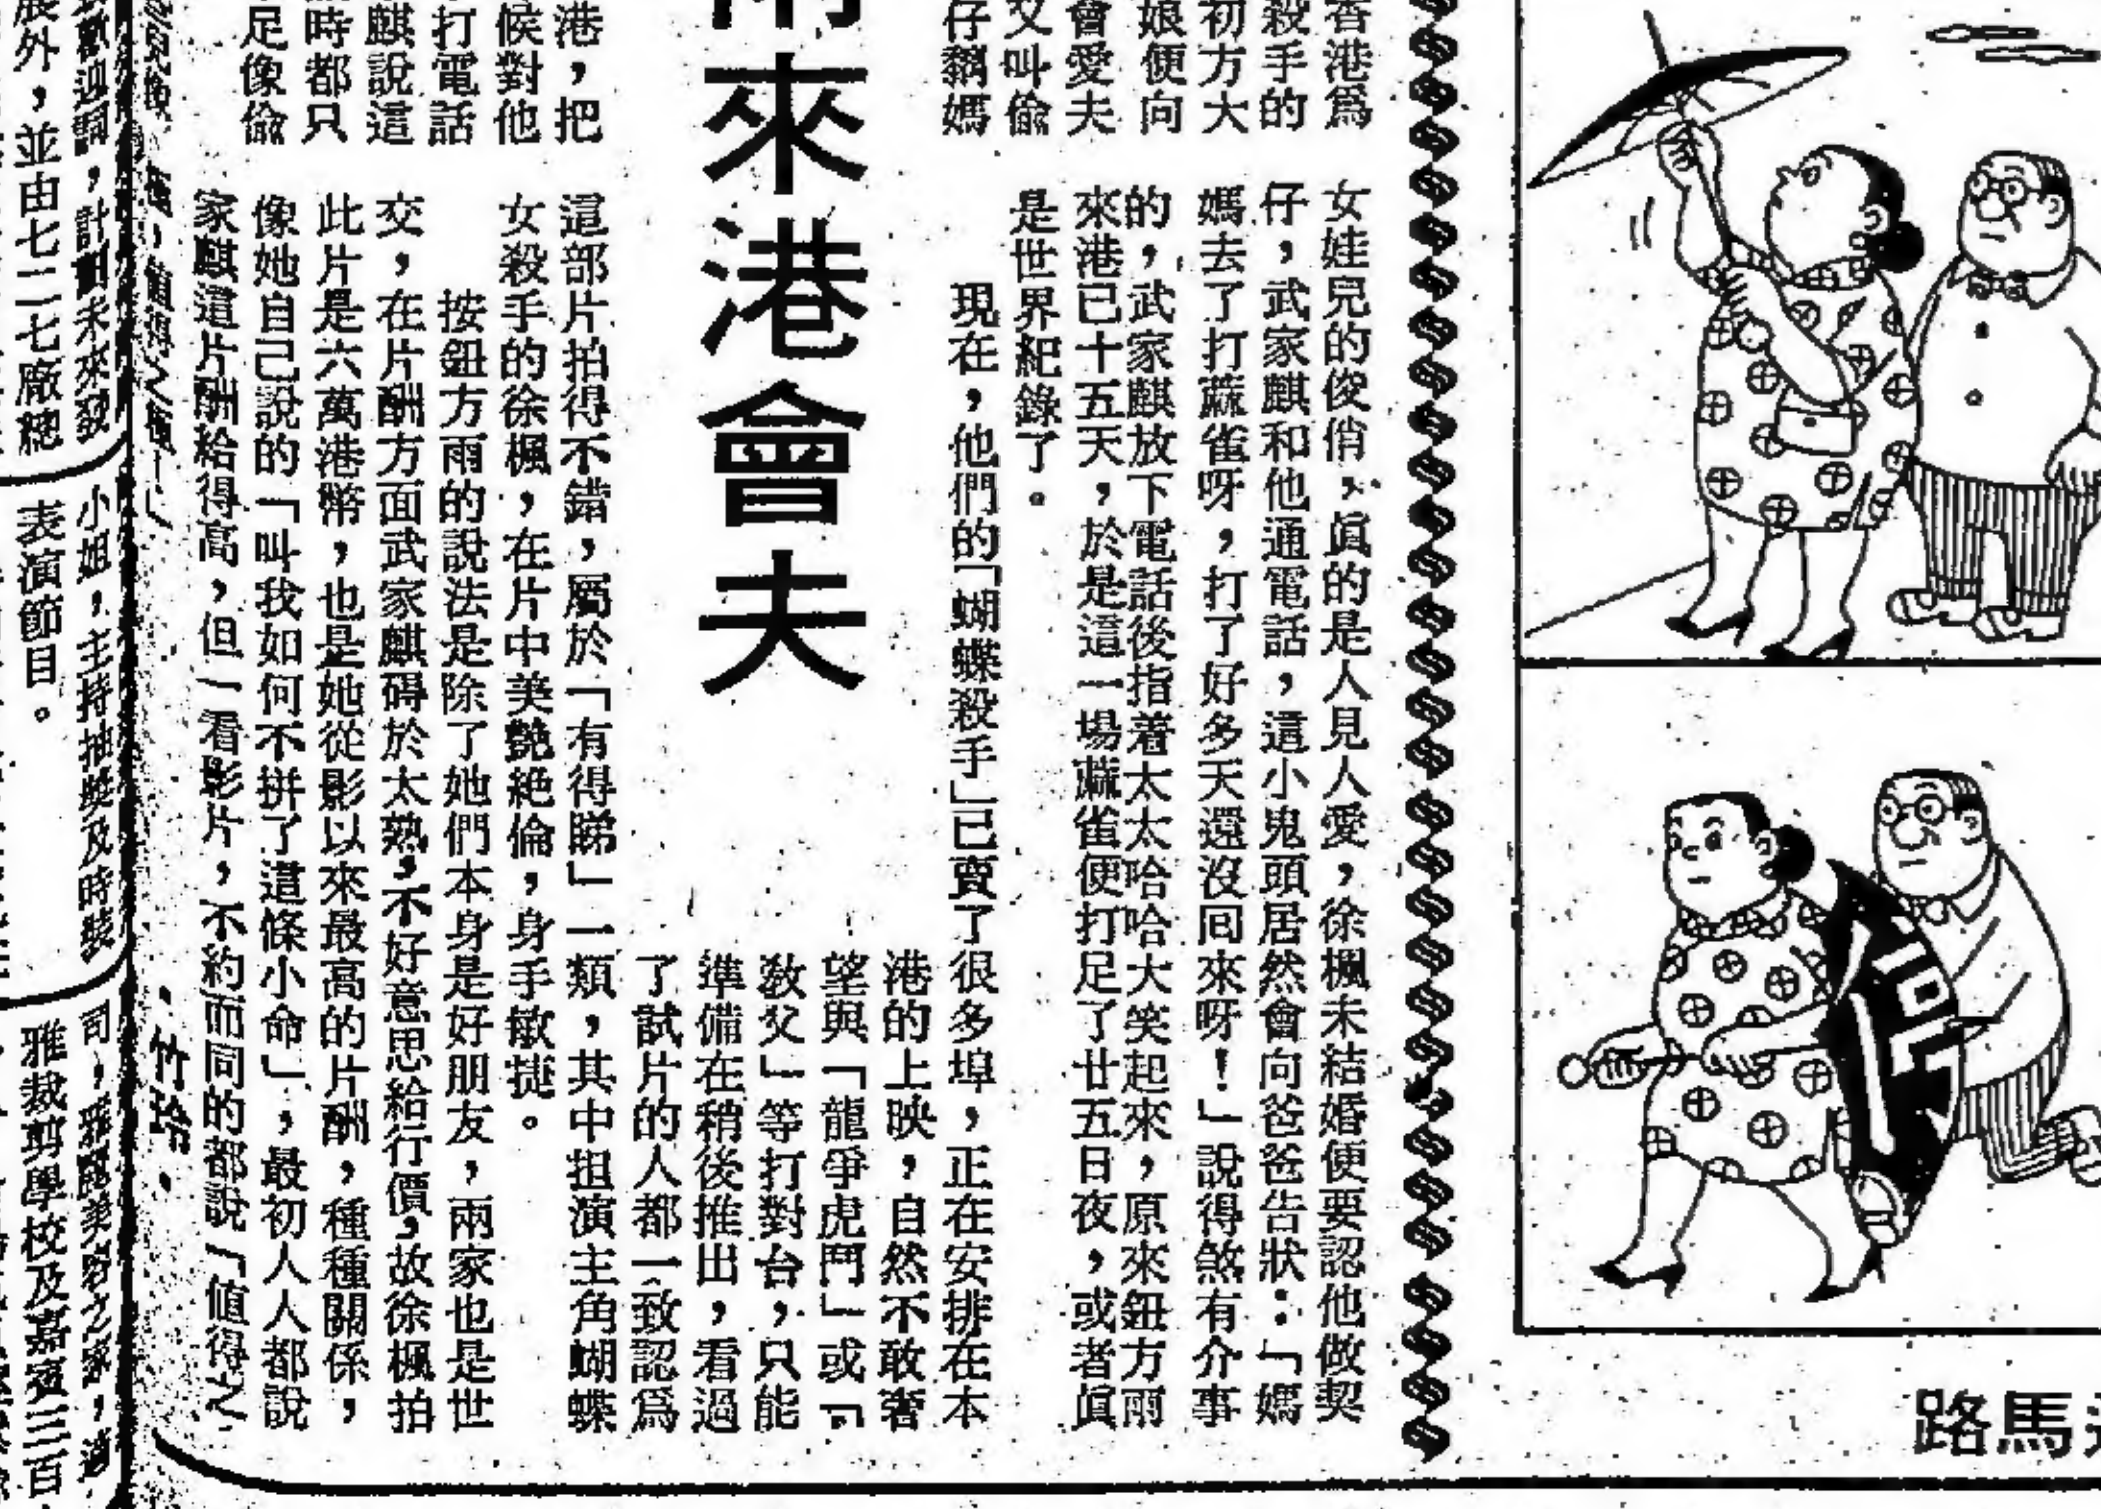 路馬
停
香港爲
殺手的
初方大
娘便向
會愛夫
又叫偷
仔麵媽
女娃兒的俊俏，眞的是人見人愛，徐楓未結婚便要認他做契
仔，武家麒和他通電話，這小鬼頭居然會向爸爸告狀：「媽
媽去了打蔴雀呀，打了好多天還沒回來呀！」說得煞有介事
的，武家麒放下電話後指着太太哈哈大笑起來，原來鈕方雨
來港已十五天，於是這一場蔴雀便打足了廿五日夜，或者眞
是世界紀錄了。
現在，他們的「蝴蝶殺手」已賣了很多埠，正在安排在本
港的上映，自然不敢奢
望與「龍爭虎鬥」或「
敎父」等打對台，只能
準備在稍後推出，看過
了試片的人都一致認爲
雨來港會夫
港，把
候對他
打電話
麒說這
時都只
足像偷
這部片拍得不錯，屬於「有得睇」一類，其中担演主角蝴蝶
女殺手的徐楓，在片中美艷絶倫，身手敏捷。
按鈕方雨的說法是除了她們本身是好朋友，兩家也是世
交，在片酬方面武家麒碍於太熟，不好意思給行價，故徐楓拍
此片是六萬港幣，也是她從影以來最高的片酬，種種關係，
像她自己說的「叫我如何不拼了這條小命」，最初人人都說
家麒這片酬給得高，但一看影片，不約而同的都說「値得之
極，値得之極」
・竹玲・
歡迎
計劃未來發
展外，並由七二七廠總
小姐，主持抽獎及時裝
表演節目。
司
雅裁剪學校及嘉賓三百